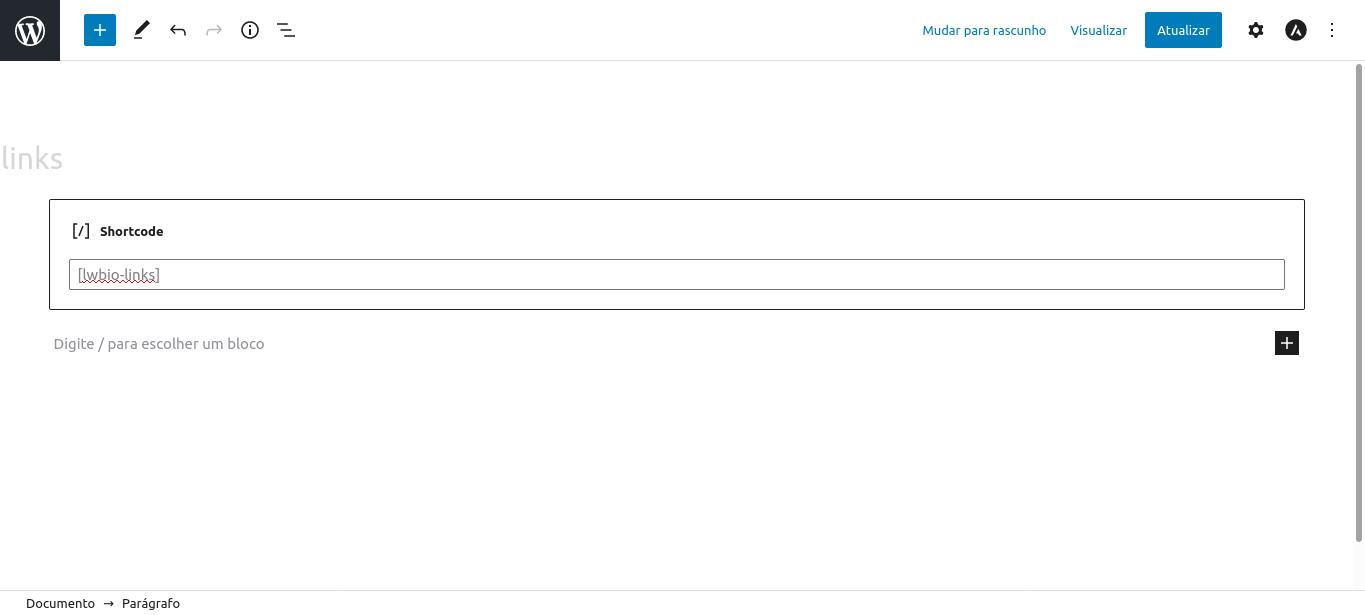 Mudar para rascunho Visualizar Atualizar
links
[/] Shortcode
[lwbio-links]
Digite / para escolher um bloco
Documento → Parágrafo